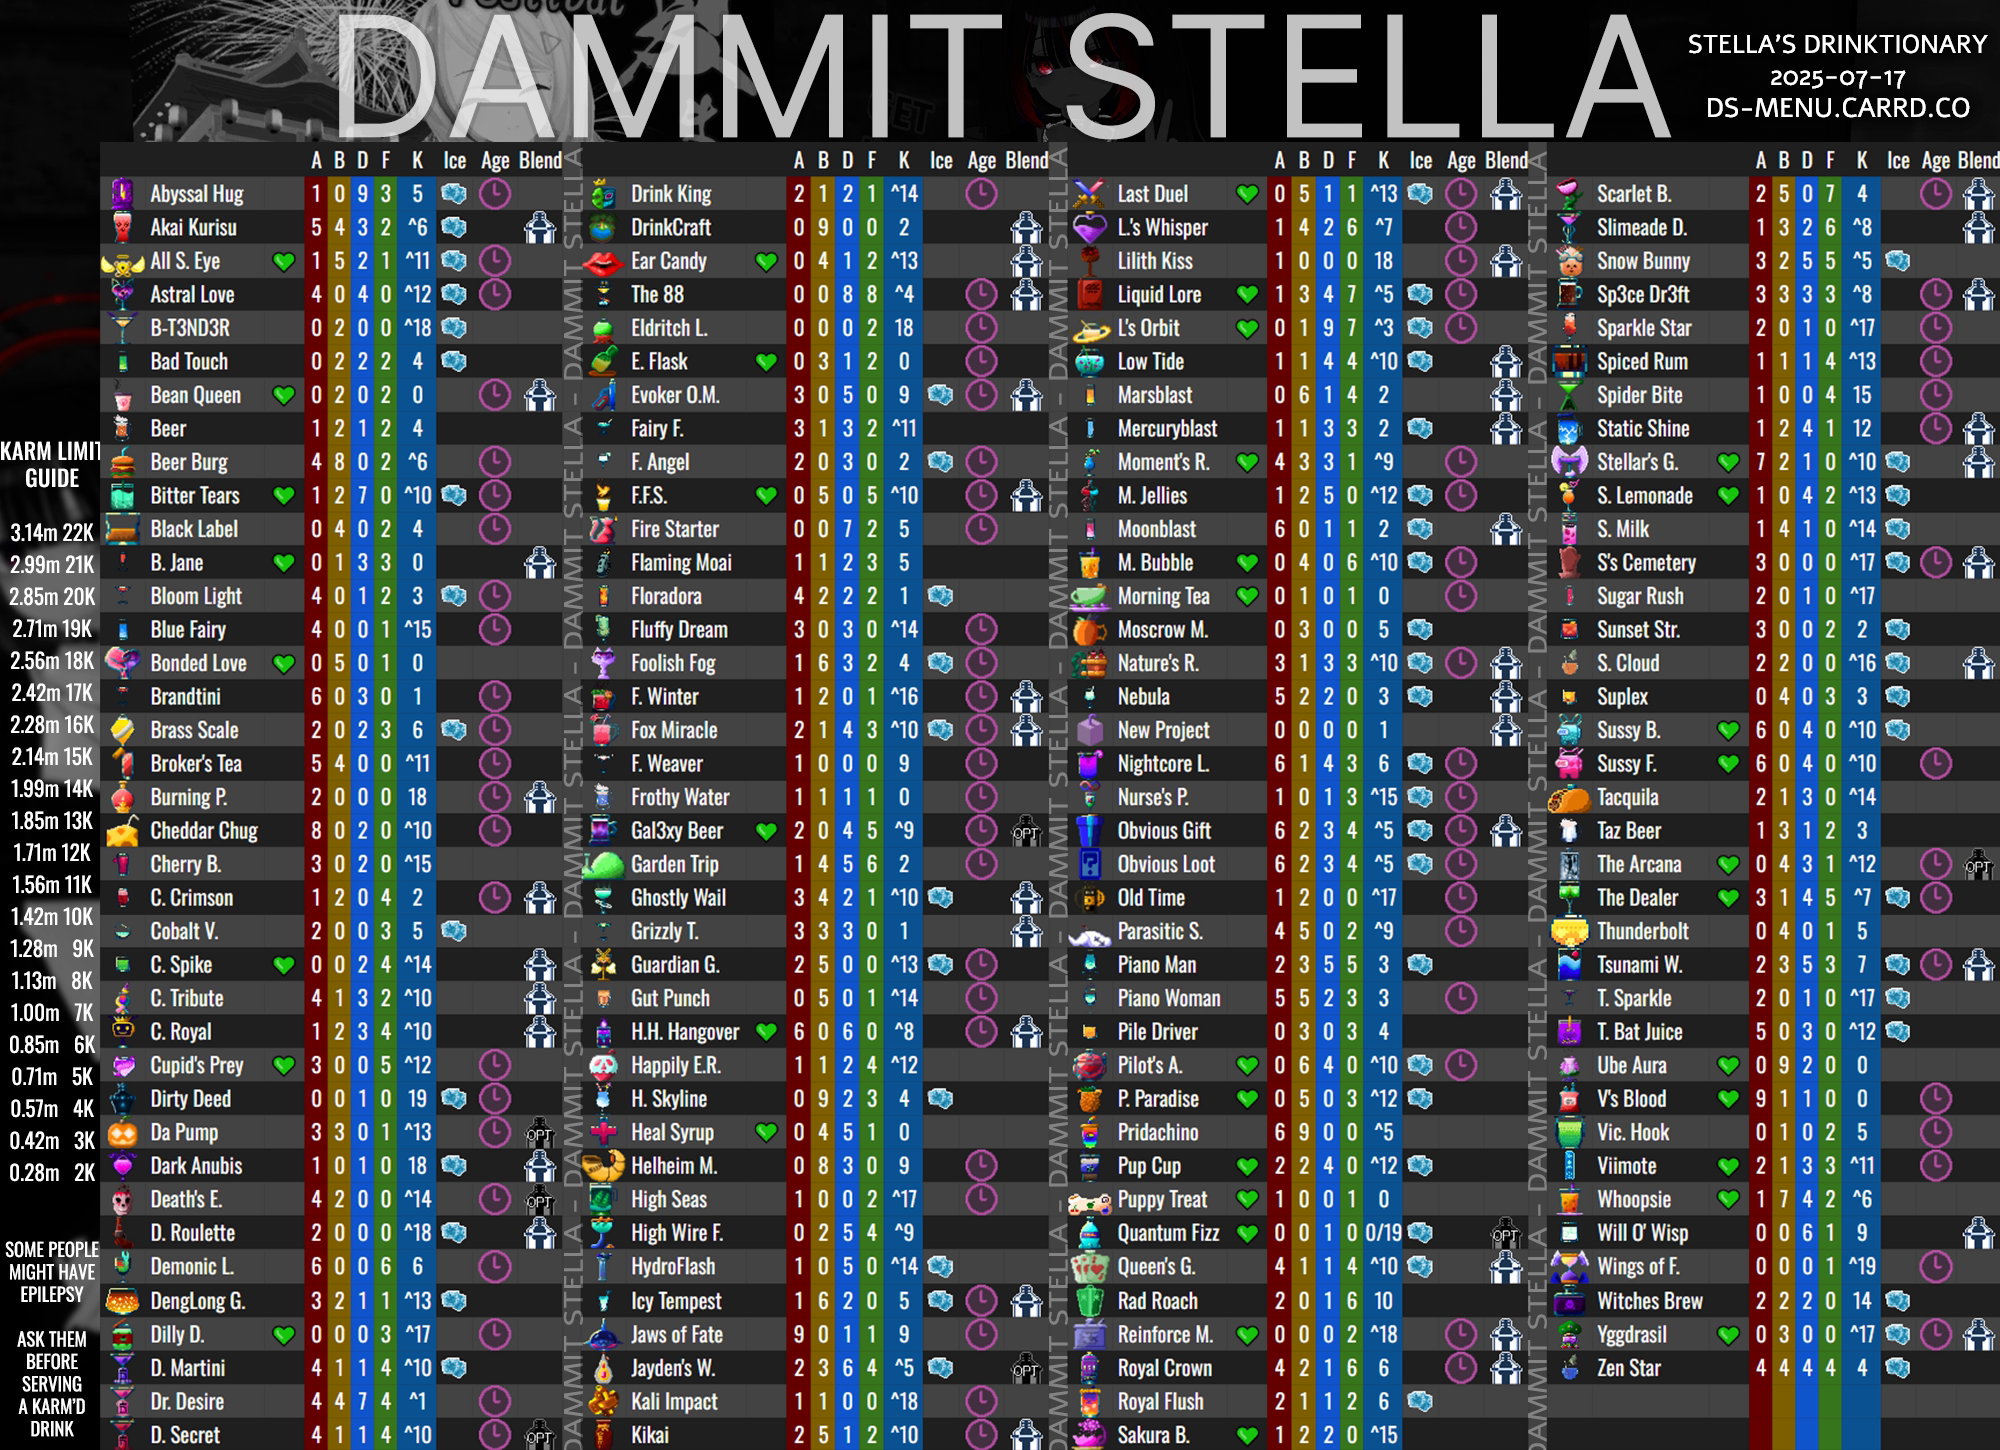 DAMMIT STELLA
STELLA'S DRINKTIONARY
2025-07-17
DS-MENU.CARRD.CO
A B D F K Ice Age Blend
Abyssal Hug 1 0 9 3 5
Akai Kurisu 5 4 3 2 ^6
All S. Eye 1 5 2 1 ^11
Astral Love 4 0 4 0 ^12
B-T3ND3R 0 2 0 0 ^18
Bad Touch 0 2 2 2 4
Bean Queen 0 2 0 2 0
Beer 1 2 1 2 4
Beer Burg 4 8 0 2 ^6
Bitter Tears 1 2 7 0 ^10
Black Label 0 4 0 2 4
B. Jane 0 1 3 3 0
Bloom Light 4 0 1 2 3
Blue Fairy 4 0 0 1 ^15
Bonded Love 0 5 0 1 0
Brandtini 6 0 3 0 1
Brass Scale 2 0 2 3 6
Broker's Tea 5 4 0 0 ^11
Burning P. 2 0 0 0 18
Cheddar Chug 8 0 2 0 ^10
Cherry B. 3 0 2 0 ^15
C. Crimson 1 2 0 4 2
Cobalt V. 2 0 0 3 5
C. Spike 0 0 2 4 ^14
C. Tribute 4 1 3 2 ^10
C. Royal 1 2 3 4 ^10
Cupid's Prey 3 0 0 5 ^12
Dirty Deed 0 0 1 0 19
Da Pump 3 3 0 1 ^13 OPT
Dark Anubis 1 0 1 0 18
Death's E. 4 2 0 0 ^14 OPT
D. Roulette 2 0 0 0 ^18
Demonic L. 6 0 0 6 6
DengLong G. 3 2 1 1 ^13
Dilly D. 0 0 0 3 ^17
D. Martini 4 1 1 4 ^10
Dr. Desire 4 4 7 4 ^1
D. Secret 4 1 1 4 ^10 OPT
A B D F K Ice Age Blend
Drink King 2 1 2 1 ^14
DrinkCraft 0 9 0 0 2
Ear Candy 0 4 1 2 ^13
The 88 0 0 8 8 ^4
Eldritch L. 0 0 0 2 18
E. Flask 0 3 1 2 0
Evoker O.M. 3 0 5 0 9
Fairy F. 3 1 3 2 ^11
F. Angel 2 0 3 0 2
F.F.S. 0 5 0 5 ^10
Fire Starter 0 0 7 2 5
Flaming Moai 1 1 2 3 5
Floradora 4 2 2 2 1
Fluffy Dream 3 0 3 0 ^14
Foolish Fog 1 6 3 2 4
F. Winter 1 2 0 1 ^16
Fox Miracle 2 1 4 3 ^10
F. Weaver 1 0 0 0 9
Frothy Water 1 1 1 1 0
Gal3xy Beer 2 0 4 5 ^9 OPT
Garden Trip 1 4 5 6 2
Ghostly Wail 3 4 2 1 ^10
Grizzly T. 3 3 3 0 1
Guardian G. 2 5 0 0 ^13
Gut Punch 0 5 0 1 ^14
H.H. Hangover 6 0 6 0 ^8
Happily E.R. 1 1 2 4 ^12
H. Skyline 0 9 2 3 4
Heal Syrup 0 4 5 1 0
Helheim M. 0 8 3 0 9
High Seas 1 0 0 2 ^17
High Wire F. 0 2 5 4 ^9
HydroFlash 1 0 5 0 ^14
Icy Tempest 1 6 2 0 5
Jaws of Fate 9 0 1 1 9
Jayden's W. 2 3 6 4 ^5 OPT
Kali Impact 1 1 0 0 ^18
Kikai 2 5 1 2 ^10
A B D F K Ice Age Blend
Last Duel 0 5 1 1 ^13
L.'s Whisper 1 4 2 6 ^7
Lilith Kiss 1 0 0 0 18
Liquid Lore 1 3 4 7 ^5
L's Orbit 0 1 9 7 ^3
Low Tide 1 1 4 4 ^10
Marsblast 0 6 1 4 2
Mercuryblast 1 1 3 3 2
Moment's R. 4 3 3 1 ^9
M. Jellies 1 2 5 0 ^12
Moonblast 6 0 1 1 2
M. Bubble 0 4 0 6 ^10
Morning Tea 0 1 0 1 0
Moscrow M. 0 3 0 0 5
Nature's R. 3 1 3 3 ^10
Nebula 5 2 2 0 3
New Project 0 0 0 0 1
Nightcore L. 6 1 4 3 6
Nurse's P. 1 0 1 3 ^15
Obvious Gift 6 2 3 4 ^5
Obvious Loot 6 2 3 4 ^5
Old Time 1 2 0 0 ^17
Parasitic S. 4 5 0 2 ^9
Piano Man 2 3 5 5 3
Piano Woman 5 5 2 3 3
Pile Driver 0 3 0 3 4
Pilot's A. 0 6 4 0 ^10
P. Paradise 0 5 0 3 ^12
Pridachino 6 9 0 0 ^5
Pup Cup 2 2 4 0 ^12
Puppy Treat 1 0 0 1 0
Quantum Fizz 0 0 1 0 0/19 OPT
Queen's G. 4 1 1 4 ^10
Rad Roach 2 0 1 6 10
Reinforce M. 0 0 0 2 ^18
Royal Crown 4 2 1 6 6
Royal Flush 2 1 1 2 6
Sakura B. 1 2 2 0 ^15
A B D F K Ice Age Blend
Scarlet B. 2 5 0 7 4
Slimeade D. 1 3 2 6 ^8
Snow Bunny 3 2 5 5 ^5
Sp3ce Dr3ft 3 3 3 3 ^8
Sparkle Star 2 0 1 0 ^17
Spiced Rum 1 1 1 4 ^13
Spider Bite 1 0 0 4 15
Static Shine 1 2 4 1 12
Stellar's G. 7 2 1 0 ^10
S. Lemonade 1 0 4 2 ^13
S. Milk 1 4 1 0 ^14
S's Cemetery 3 0 0 0 ^17
Sugar Rush 2 0 1 0 ^17
Sunset Str. 3 0 0 2 2
S. Cloud 2 2 0 0 ^16
Suplex 0 4 0 3 3
Sussy B. 6 0 4 0 ^10
Sussy F. 6 0 4 0 ^10
Tacquila 2 1 3 0 ^14
Taz Beer 1 3 1 2 3
The Arcana 0 4 3 1 ^12 OPT
The Dealer 3 1 4 5 ^7
Thunderbolt 0 4 0 1 5
Tsunami W. 2 3 5 3 7
T. Sparkle 2 0 1 0 ^17
T. Bat Juice 5 0 3 0 ^12
Ube Aura 0 9 2 0 0
V's Blood 9 1 1 0 0
Vic. Hook 0 1 0 2 5
Viimote 2 1 3 3 ^11
Whoopsie 1 7 4 2 ^6
Will O' Wisp 0 0 6 1 9
Wings of F. 0 0 0 1 ^19
Witches Brew 2 2 2 0 14
Yggdrasil 0 3 0 0 ^17
Zen Star 4 4 4 4 4
KARM LIMIT
GUIDE
3.14m 22K
2.99m 21K
2.85m 20K
2.71m 19K
2.56m 18K
2.42m 17K
2.28m 16K
2.14m 15K
1.99m 14K
1.85m 13K
1.71m 12K
1.56m 11K
1.42m 10K
1.28m 9K
1.13m 8K
1.00m 7K
0.85m 6K
0.71m 5K
0.57m 4K
0.42m 3K
0.28m 2K
SOME PEOPLE
MIGHT HAVE
EPILEPSY
ASK THEM
BEFORE
SERVING
A KARM'D
DRINK
DAMMIT STELLA - DAMMIT STELLA - DAMMIT STELLA - DAMMIT STELLA